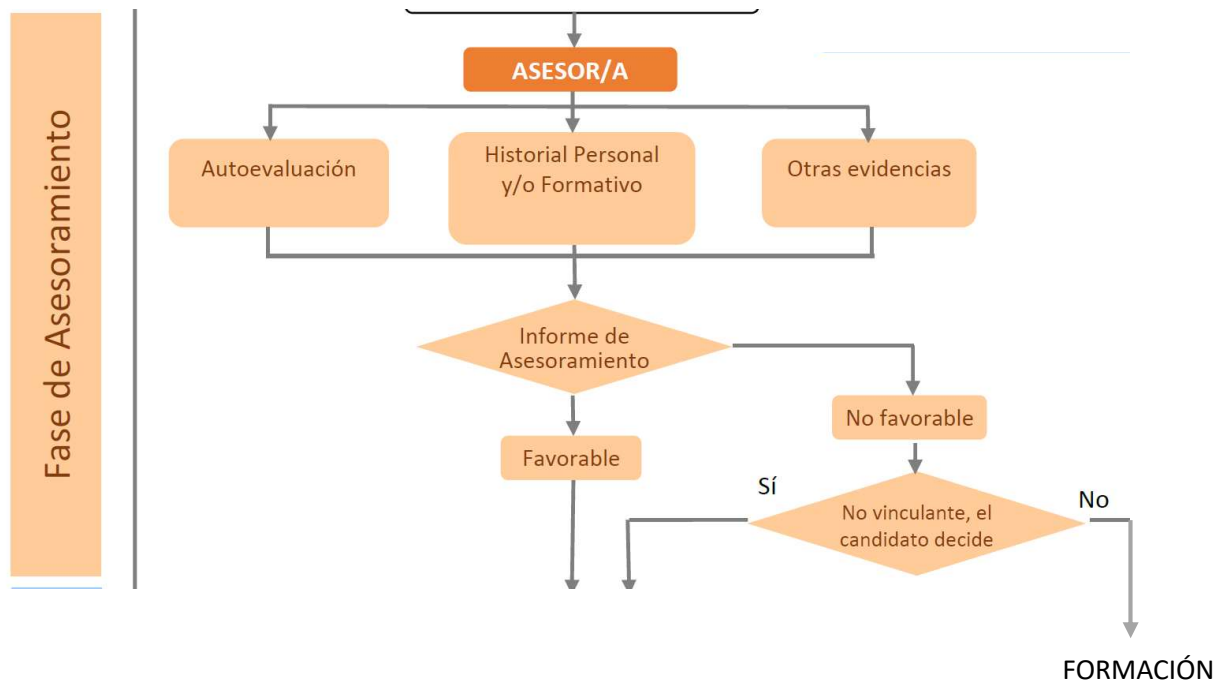 Fase de Asesoramiento
ASESOR/A
Autoevaluación
Historial Personal
y/o Formativo
Otras evidencias
Informe de
Asesoramiento
No favorable
Favorable
Sí
No
No vinculante, el
candidato decide
FORMACIÓN